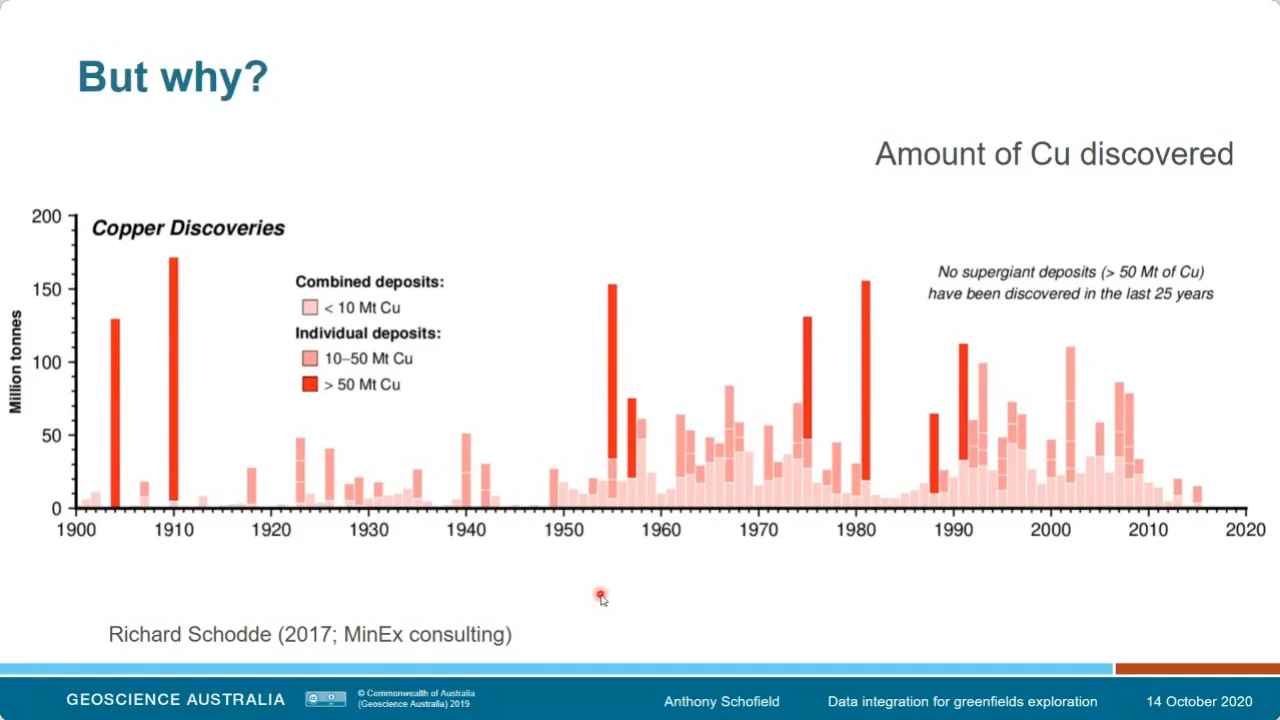 But why?
Amount of Cu discovered
Copper Discoveries
Combined deposits:
< 10 Mt Cu
Individual deposits:
10–50 Mt Cu
> 50 Mt Cu
No supergiant deposits (> 50 Mt of Cu)
have been discovered in the last 25 years
Million tonnes
200
150
100
50
0
1900 1910 1920 1930 1940 1950 1960 1970 1980 1990 2000 2010 2020
Richard Schodde (2017; MinEx consulting)
GEOSCIENCE AUSTRALIA
© Commonwealth of Australia
(Geoscience Australia) 2019
Anthony Schofield Data integration for greenfields exploration 14 October 2020